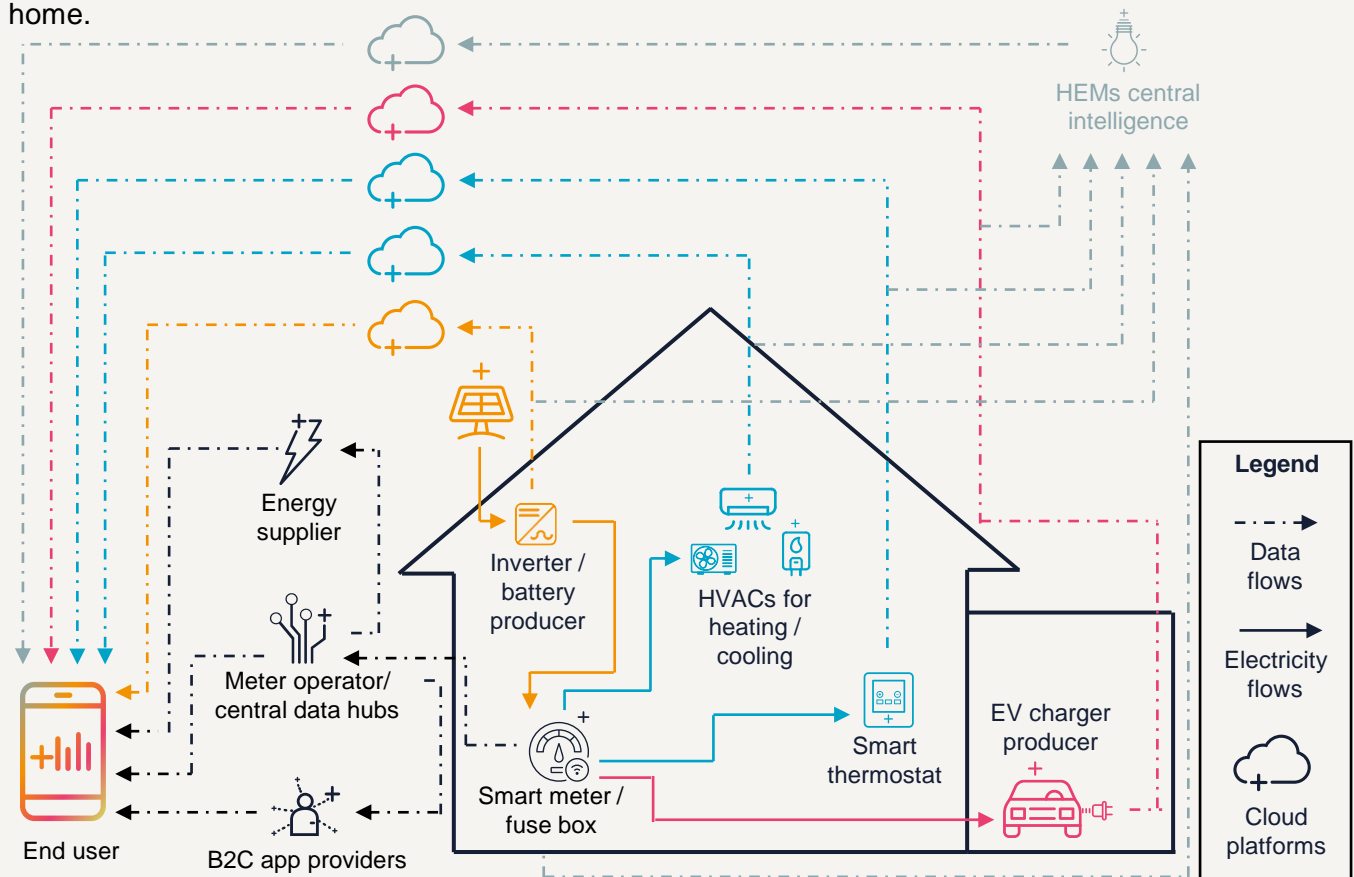 home.
HEMs central
intelligence
Energy
supplier
Inverter /
battery
producer
HVACs for
heating /
cooling
Meter operator/
central data hubs
Smart
thermostat
EV charger
producer
Smart meter /
fuse box
End user
B2C app providers
Legend
Data
flows
Electricity
flows
Cloud
platforms